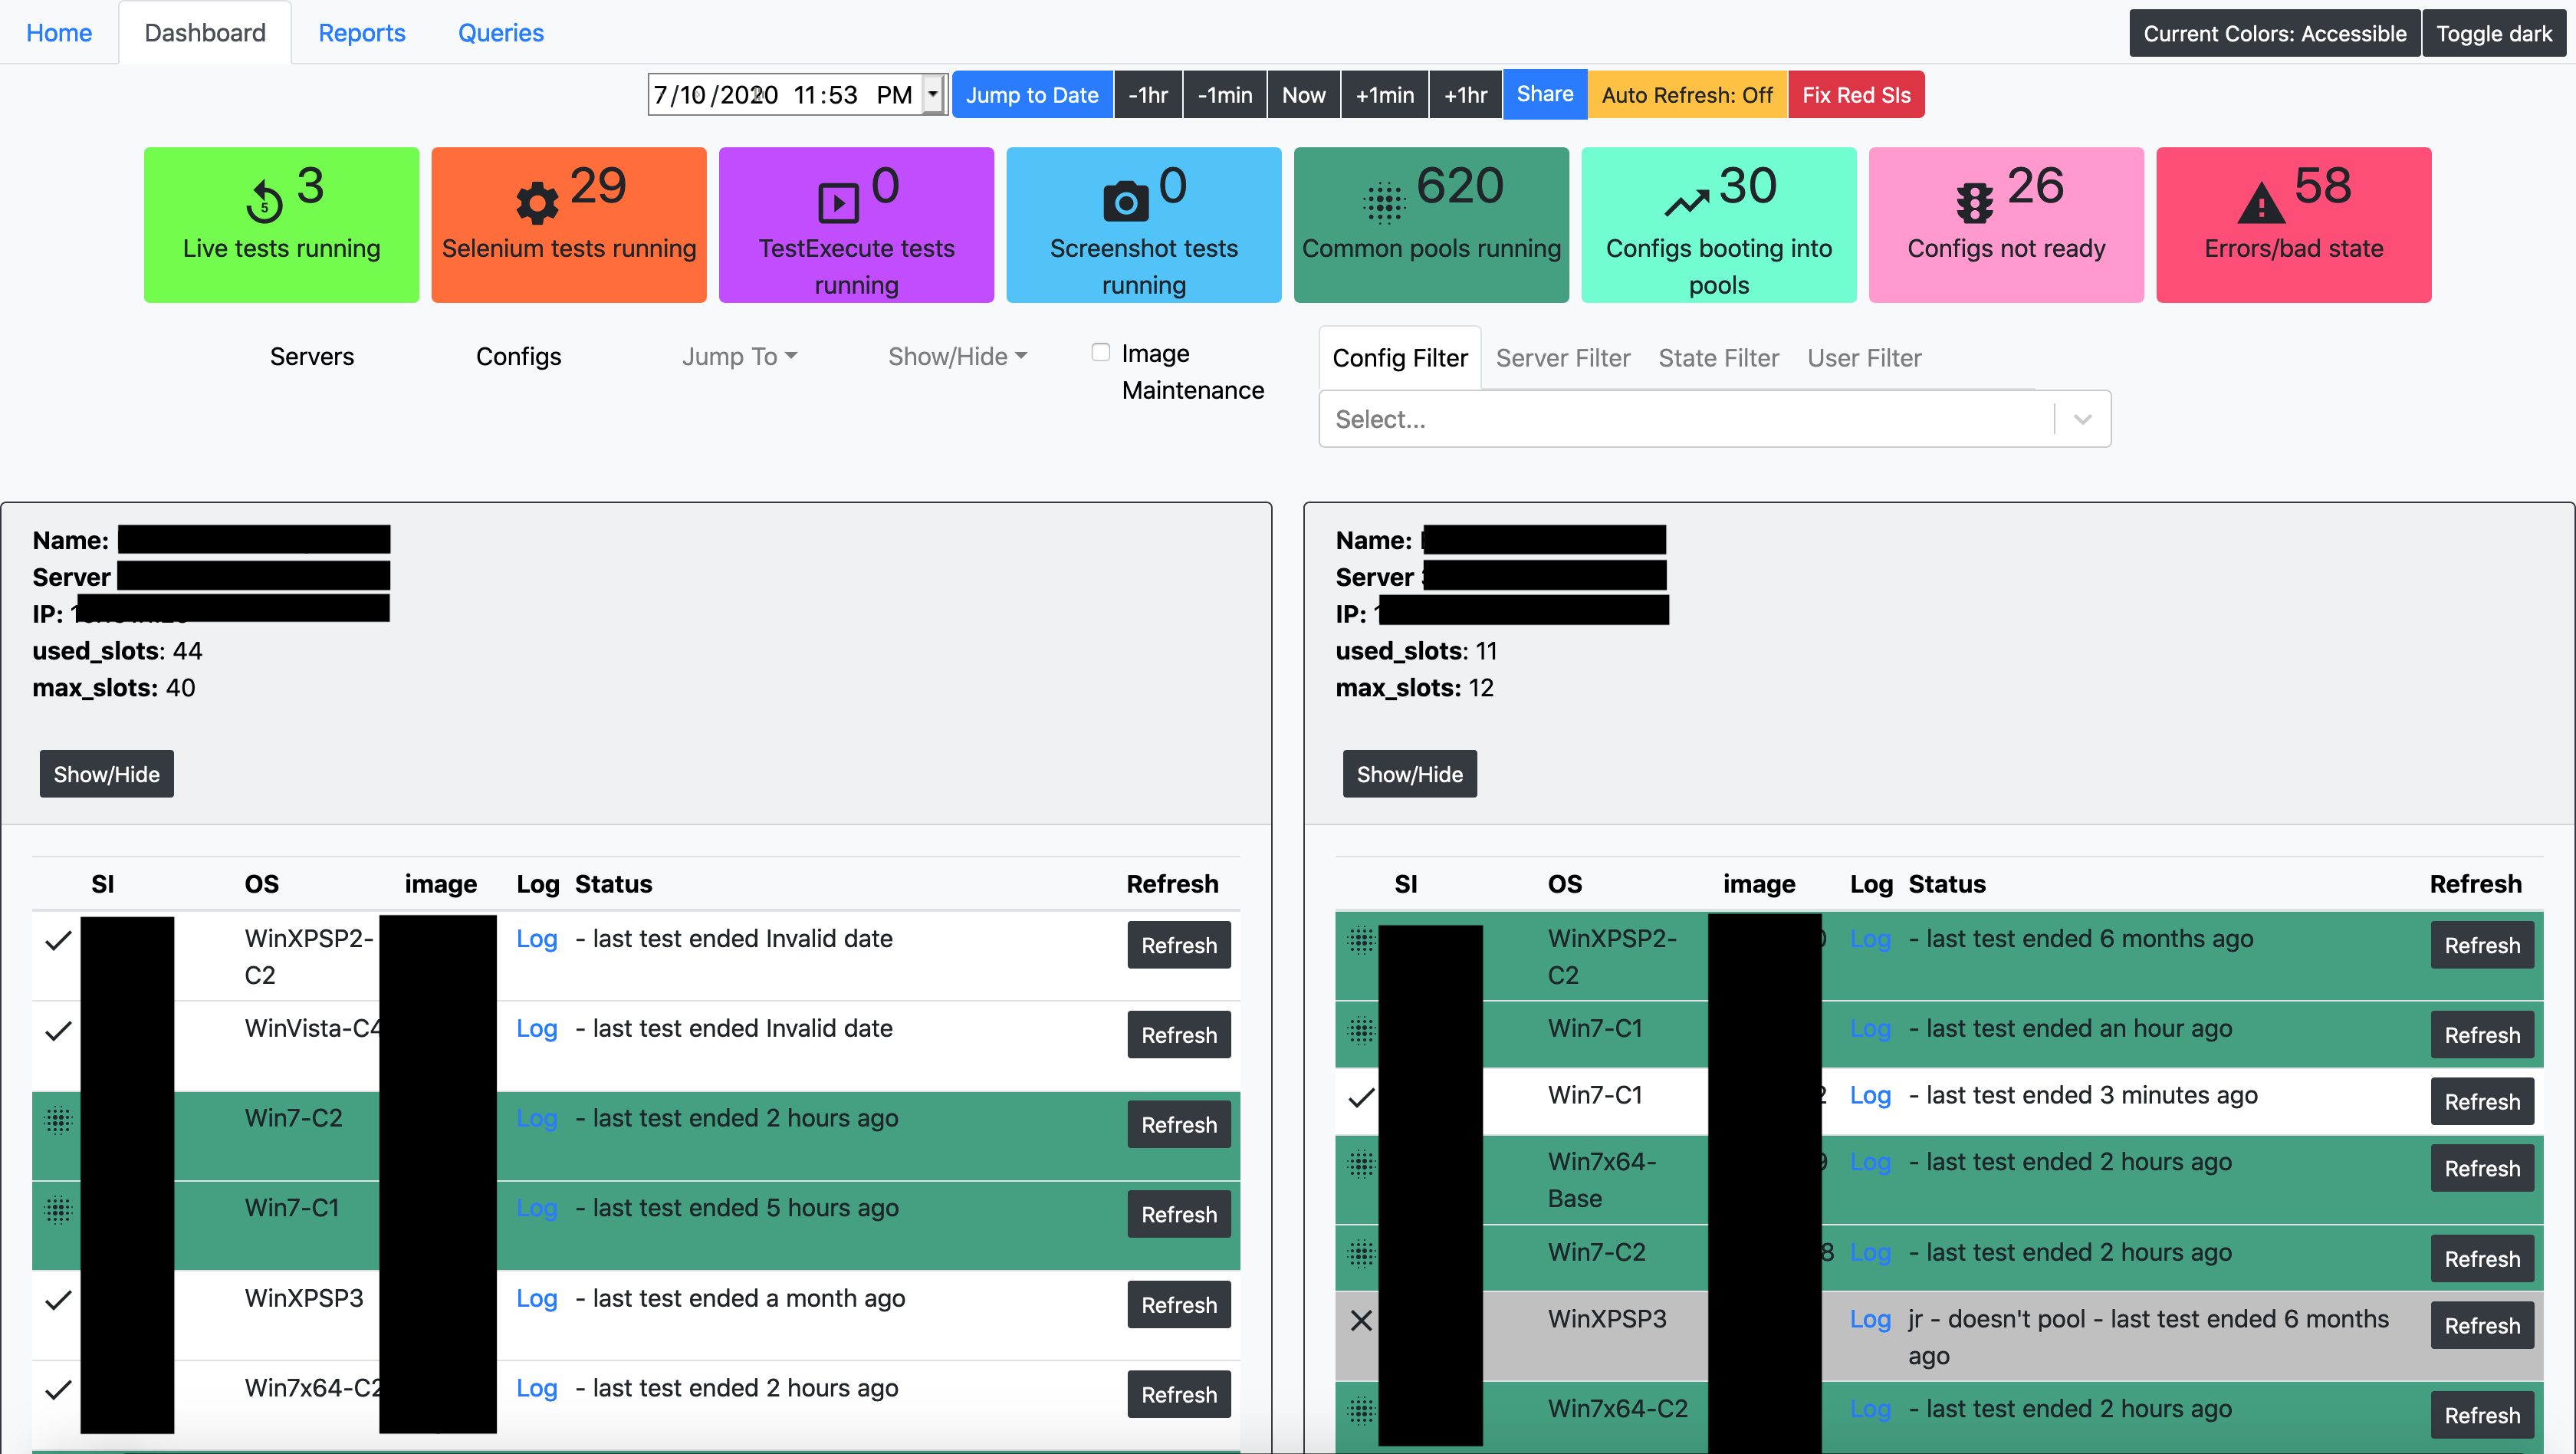 Home Dashboard Reports Queries Current Colors: Accessible Toggle dark
7/10/2020 11:53 PM Jump to Date -1hr -1min Now +1min +1hr Share Auto Refresh: Off Fix Red SIs
5 3
Live tests running
29
Selenium tests running
0
TestExecute tests
running
0
Screenshot tests
running
620
Common pools running
30
Configs booting into
pools
26
Configs not ready
58
Errors/bad state
Servers Configs Jump To Show/Hide
Image
Maintenance
Config Filter Server Filter State Filter User Filter
Select...
Name:
Server
IP:
used_slots: 44
max_slots: 40
Show/Hide
SI OS image Log Status Refresh
WinXPSP2- Log - last test ended Invalid date Refresh
C2
WinVista-C4 Log - last test ended Invalid date Refresh
Win7-C2 Log - last test ended 2 hours ago Refresh
Win7-C1 Log - last test ended 5 hours ago Refresh
WinXPSP3 Log - last test ended a month ago Refresh
Win7x64-C2 Log - last test ended 2 hours ago Refresh
Name:
Server
IP:
used_slots: 11
max_slots: 12
Show/Hide
SI OS image Log Status Refresh
WinXPSP2- Log - last test ended 6 months ago Refresh
C2
Win7-C1 Log - last test ended an hour ago Refresh
Win7-C1 Log - last test ended 3 minutes ago Refresh
Win7x64- Log - last test ended 2 hours ago Refresh
Base
Win7-C2 8 Log - last test ended 2 hours ago Refresh
WinXPSP3 Log jr - doesn't pool - last test ended 6 months Refresh
ago
Win7x64-C2 Log - last test ended 2 hours ago Refresh